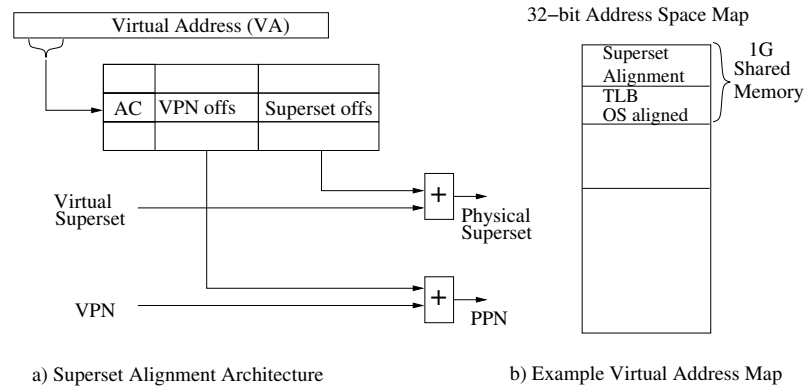 Virtual Address (VA)
AC
VPN offs
Superset offs
Virtual
Superset
+
Physical
Superset
VPN
+
PPN
a) Superset Alignment Architecture
32−bit Address Space Map
Superset
Alignment
TLB
OS aligned
1G
Shared
Memory
b) Example Virtual Address Map